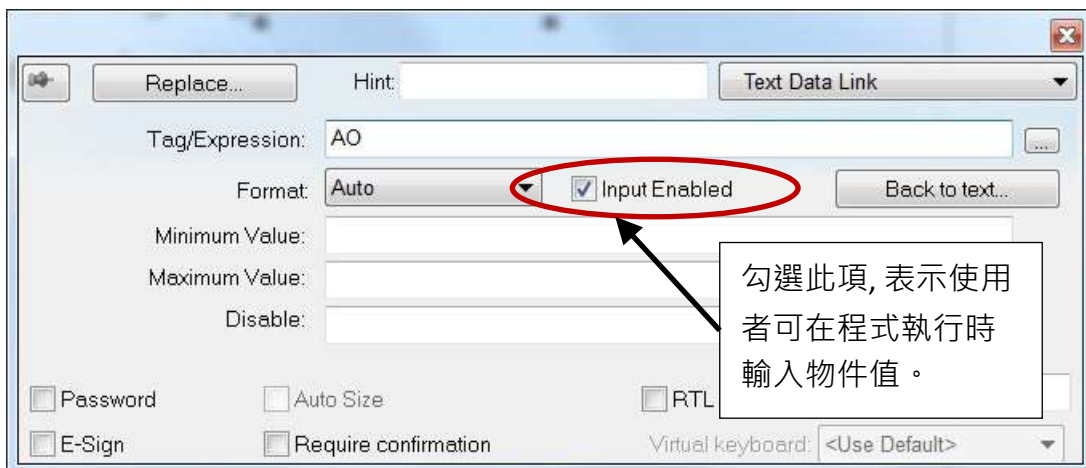 Replace...
Hint:
Text Data Link
Tag/Expression:
AO
...
Format:
Auto
Input Enabled
Back to text...
Minimum Value:
Maximum Value:
Disable:
勾選此項, 表示使用
者可在程式執行時
輸入物件值。
Password
Auto Size
RTL
E-Sign
Require confirmation
Virtual keyboard:
<Use Default>